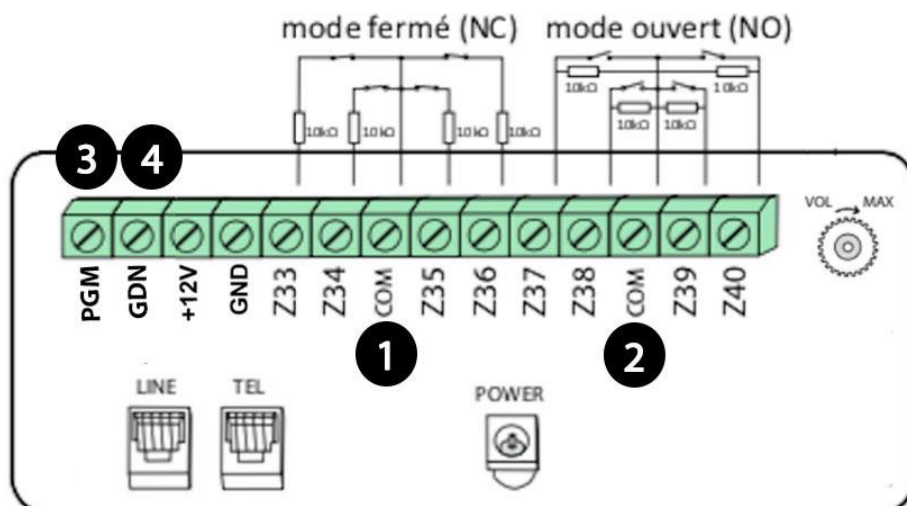 mode fermé (NC) mode ouvert (NO)
10kΩ 10kΩ
10kΩ 10kΩ
10kΩ 10kΩ 10kΩ 10kΩ
3 4
VOL MAX
PGM GDN +12V GND Z33 Z34 COM Z35 Z36 Z37 Z38 COM Z39 Z40
1 2
LINE TEL POWER